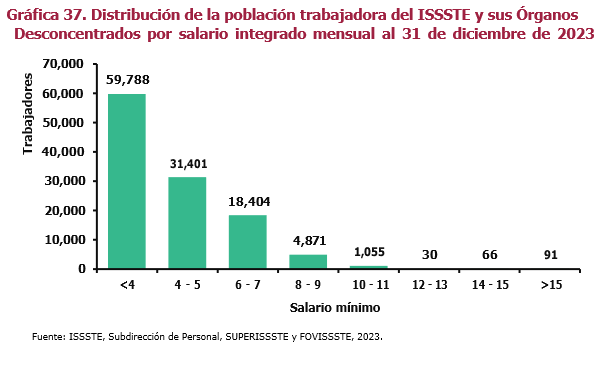 Gráfica 37. Distribución de la población trabajadora del ISSSTE y sus Órganos
Desconcentrados por salario integrado mensual al 31 de diciembre de 2023
Trabajadores
70,000
60,000
50,000
40,000
30,000
20,000
10,000
0
59,788
31,401
18,404
4,871
1,055
30
66
91
<4
4 - 5
6 - 7
8 - 9
10 - 11
12 - 13
14 - 15
>15
Salario mínimo
Fuente: ISSSTE, Subdirección de Personal, SUPERISSSTE y FOVISSSTE, 2023.